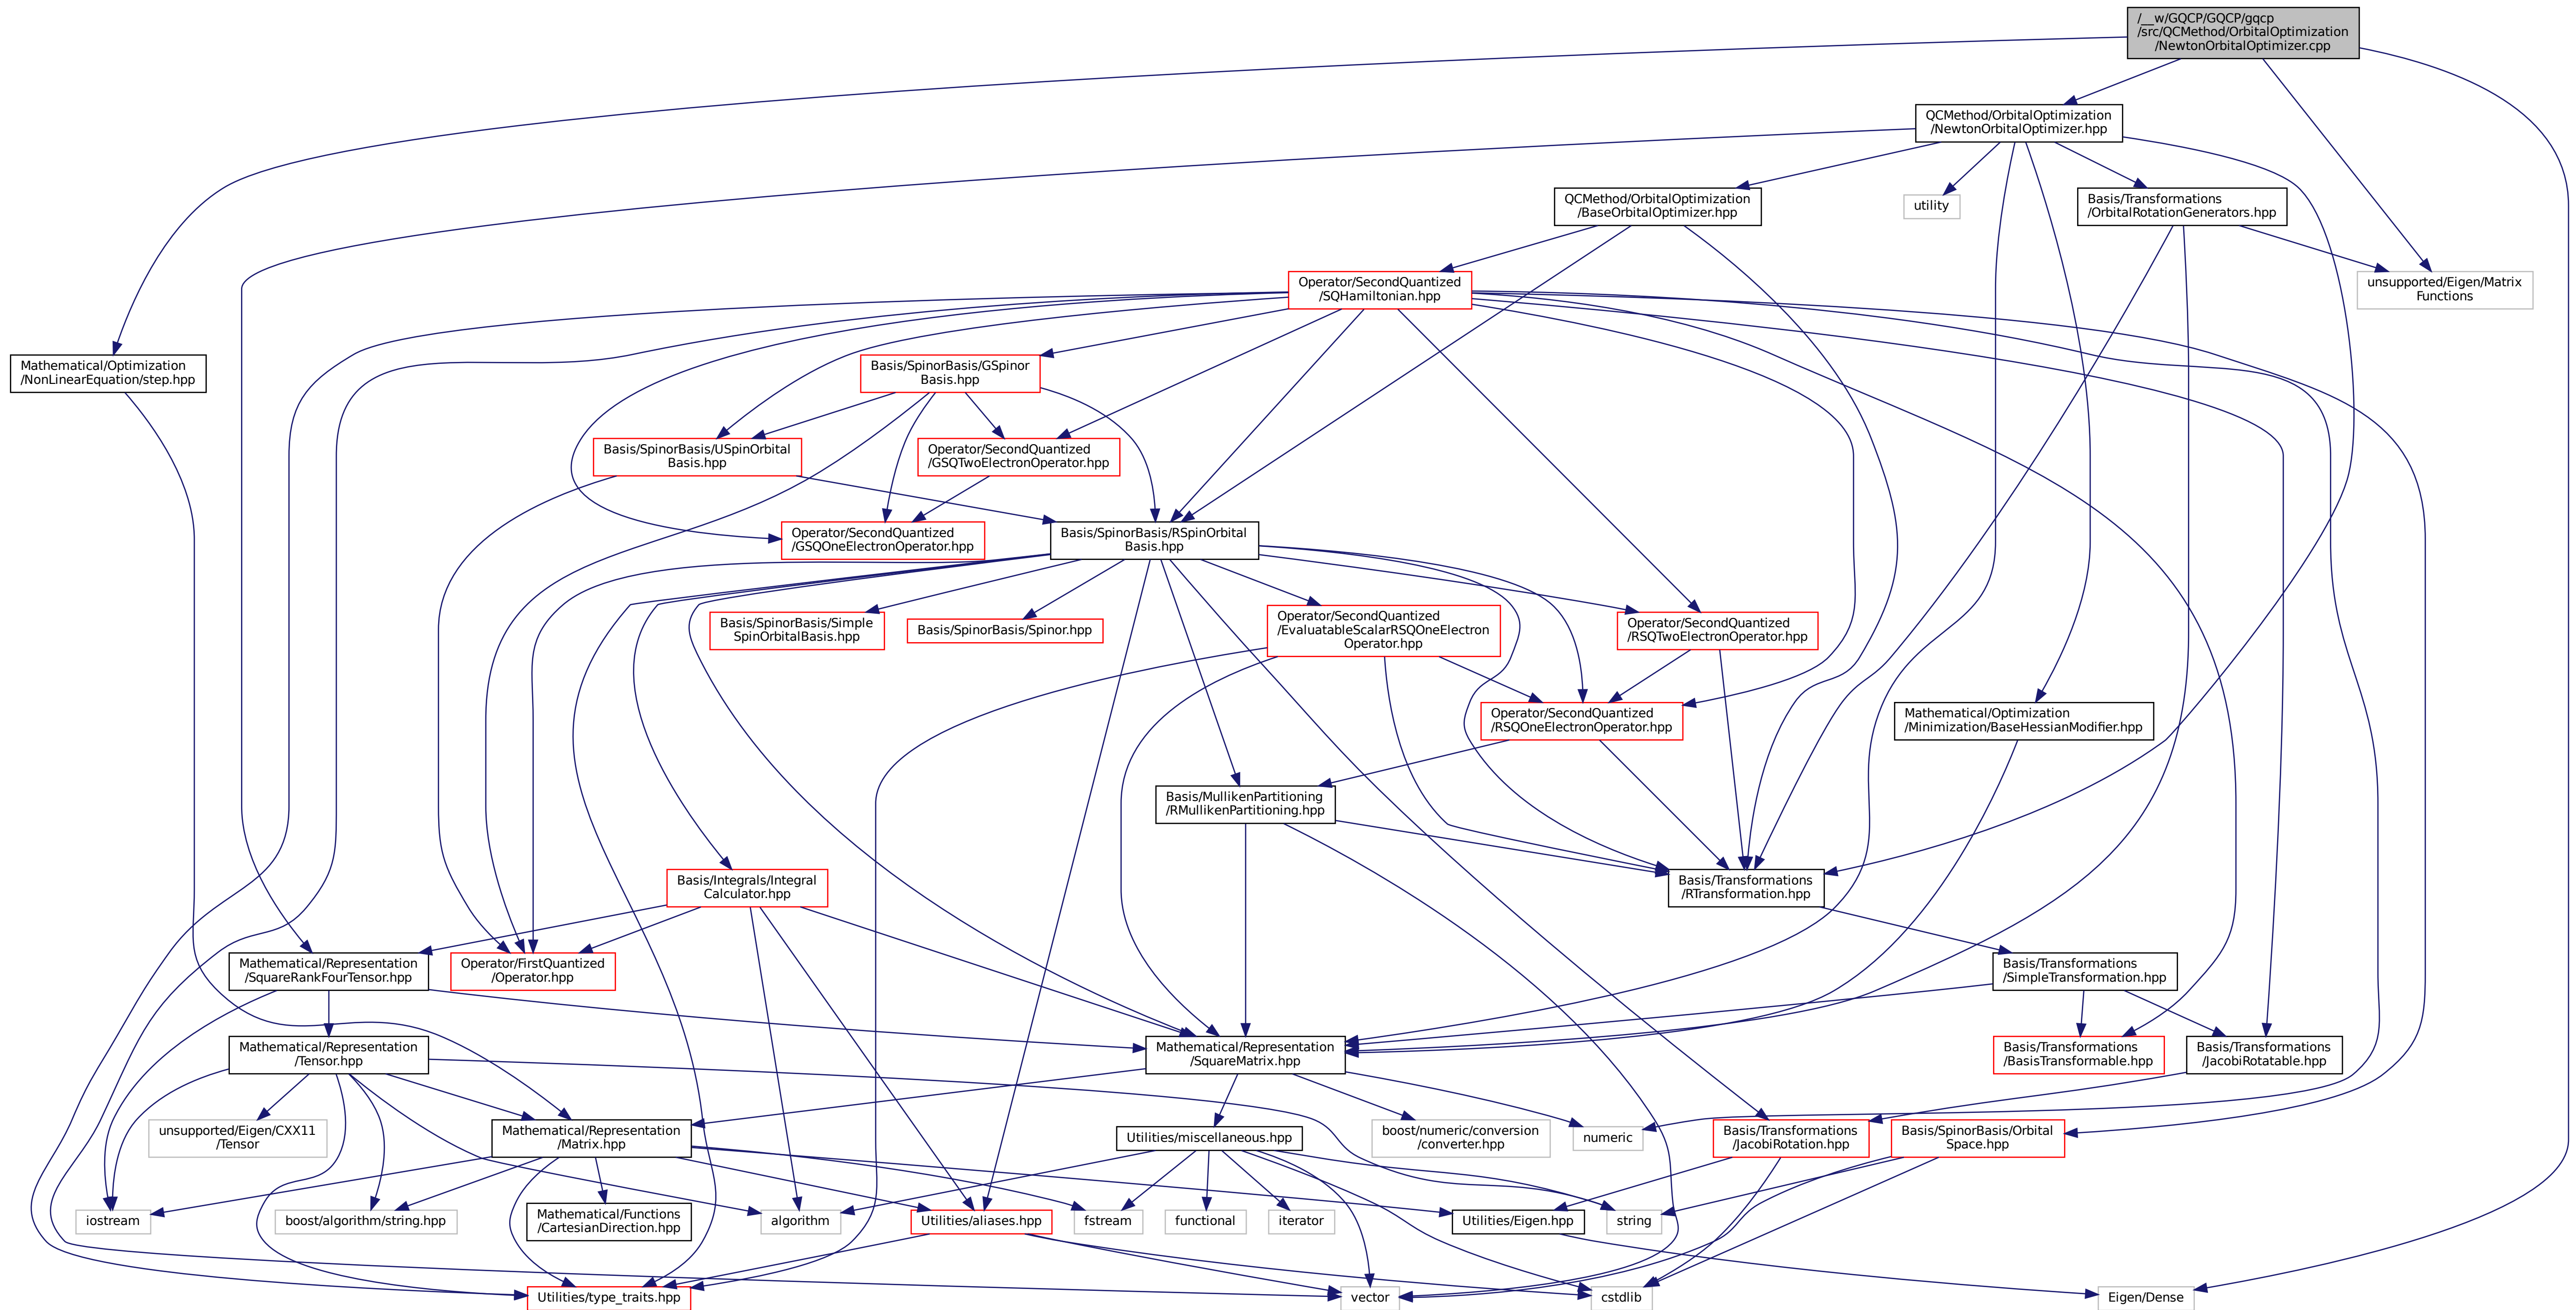 /__w/GQCP/GQCP/gqcp
/src/QCMethod/OrbitalOptimization
/NewtonOrbitalOptimizer.cpp
QCMethod/OrbitalOptimization
/NewtonOrbitalOptimizer.hpp
QCMethod/OrbitalOptimization
/BaseOrbitalOptimizer.hpp
utility
Basis/Transformations
/OrbitalRotationGenerators.hpp
Operator/SecondQuantized
/SQHamiltonian.hpp
unsupported/Eigen/Matrix
Functions
Mathematical/Optimization
/NonLinearEquation/step.hpp
Basis/SpinorBasis/GSpinor
Basis.hpp
Basis/SpinorBasis/USpinOrbital
Basis.hpp
Operator/SecondQuantized
/GSQTwoElectronOperator.hpp
Operator/SecondQuantized
/GSQOneElectronOperator.hpp
Basis/SpinorBasis/RSpinOrbital
Basis.hpp
Basis/SpinorBasis/Simple
SpinOrbitalBasis.hpp
Basis/SpinorBasis/Spinor.hpp
Operator/SecondQuantized
/EvaluatableScalarRSQOneElectron
Operator.hpp
Operator/SecondQuantized
/RSQTwoElectronOperator.hpp
Operator/SecondQuantized
/RSQOneElectronOperator.hpp
Mathematical/Optimization
/Minimization/BaseHessianModifier.hpp
Basis/MullikenPartitioning
/RMullikenPartitioning.hpp
Basis/Integrals/Integral
Calculator.hpp
Basis/Transformations
/RTransformation.hpp
Mathematical/Representation
/SquareRankFourTensor.hpp
Operator/FirstQuantized
/Operator.hpp
Basis/Transformations
/SimpleTransformation.hpp
Mathematical/Representation
/Tensor.hpp
Mathematical/Representation
/SquareMatrix.hpp
Basis/Transformations
/BasisTransformable.hpp
Basis/Transformations
/JacobiRotatable.hpp
unsupported/Eigen/CXX11
/Tensor
Mathematical/Representation
/Matrix.hpp
Utilities/miscellaneous.hpp
boost/numeric/conversion
/converter.hpp
numeric
Basis/Transformations
/JacobiRotation.hpp
Basis/SpinorBasis/Orbital
Space.hpp
iostream
boost/algorithm/string.hpp
Mathematical/Functions
/CartesianDirection.hpp
algorithm
Utilities/aliases.hpp
fstream
functional
iterator
Utilities/Eigen.hpp
string
Utilities/type_traits.hpp
vector
cstdlib
Eigen/Dense